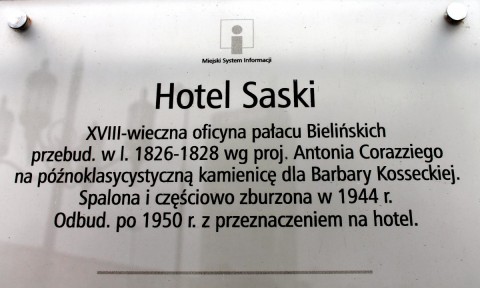 Miejski System Informacji
Hotel Saski
XVIII-wieczna oficyna pałacu Bielińskich
przebud. w l. 1826-1828 wg proj. Antonia Corazziego
na późnoklasycystyczną kamienicę dla Barbary Kosseckiej.
Spalona i częściowo zburzona w 1944 r.
Odbud. po 1950 r. z przeznaczeniem na hotel.